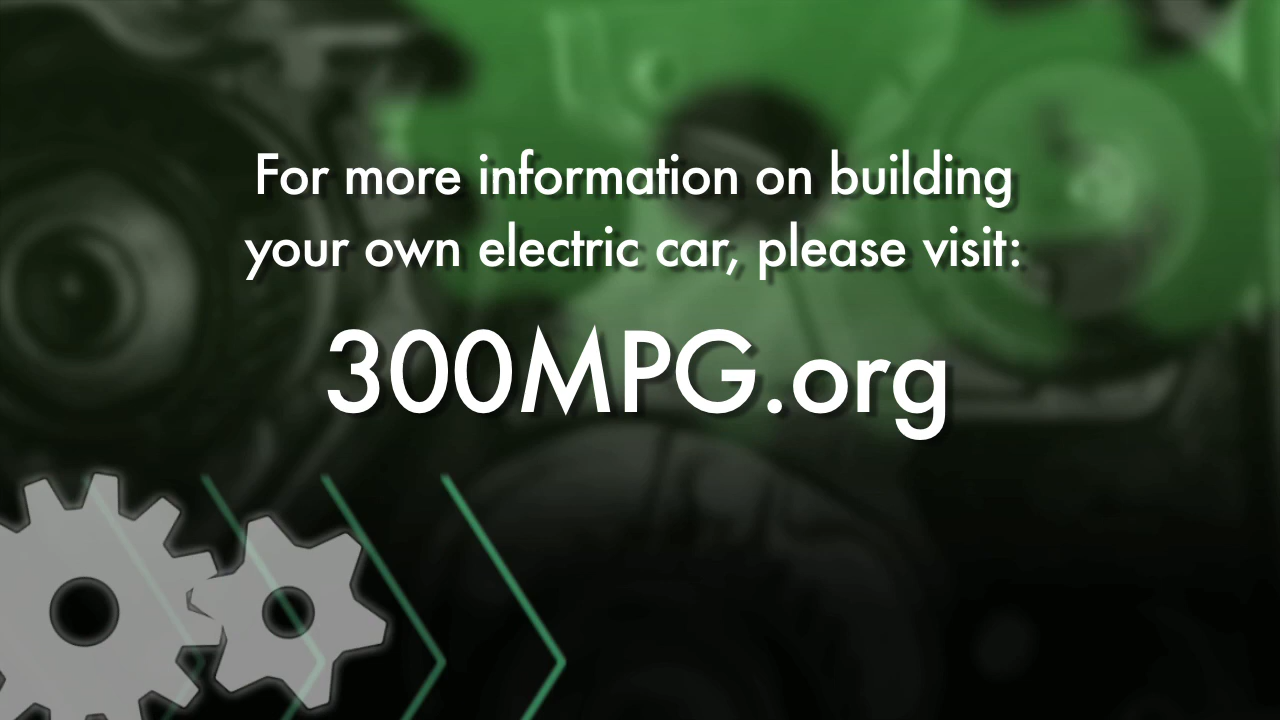 For more information on building
your own electric car, please visit:
300MPG.org